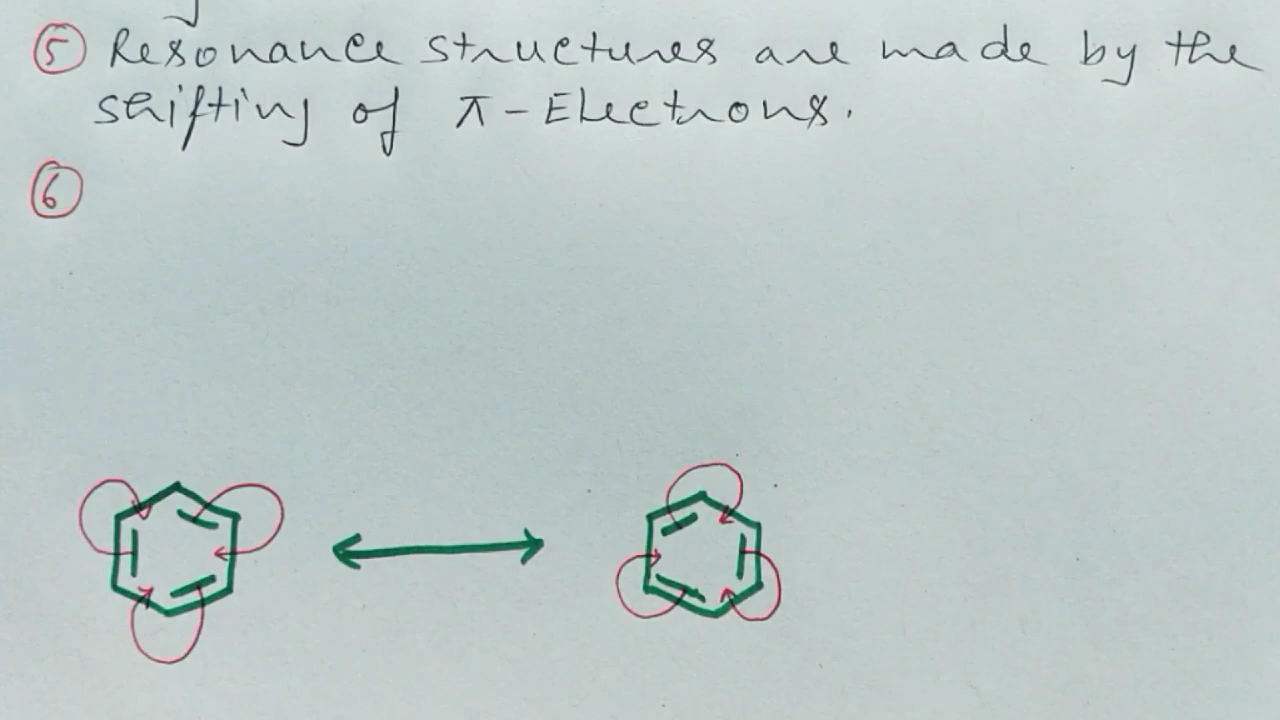 ⑤ Resonance structures are made by the
shifting of π-Electrons.
⑥